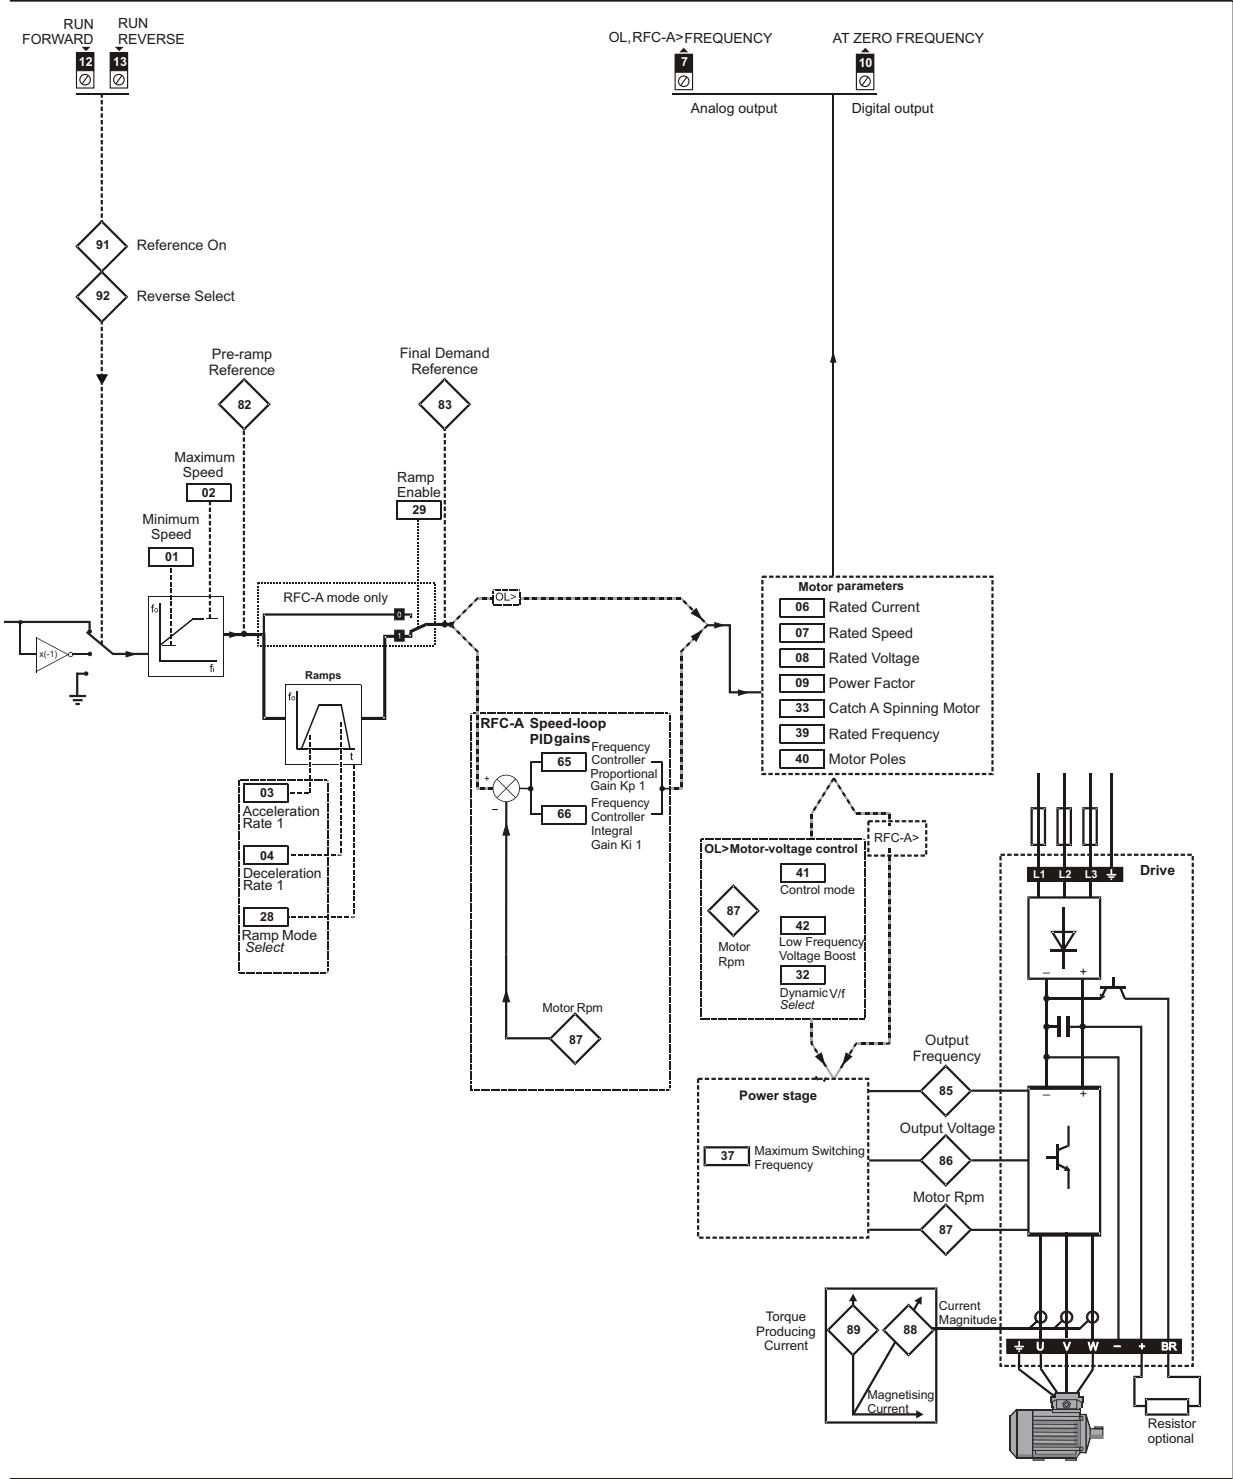 RUN
FORWARD
RUN
REVERSE
12
13
OL,RFC-A>FREQUENCY
7
AT ZERO FREQUENCY
10
Analog output
Digital output
91
Reference On
92
Reverse Select
Pre-ramp
Reference
82
Final Demand
Reference
83
Maximum
Speed
02
Minimum
Speed
01
Ramp
Enable
29
fo
fi
x(-1)
RFC-A mode only
0
1
OL>
Ramps
fo
t
03
Acceleration
Rate 1
04
Deceleration
Rate 1
28
Ramp Mode
Select
RFC-A Speed-loop
PID gains
65
Frequency
Controller
Proportional
Gain Kp 1
66
Frequency
Controller
Integral
Gain Ki 1
+
–
Motor Rpm
87
Motor parameters
06 Rated Current
07 Rated Speed
08 Rated Voltage
09 Power Factor
33 Catch A Spinning Motor
39 Rated Frequency
40 Motor Poles
RFC-A>
OL>Motor-voltage control
41
Control mode
87
Motor
Rpm
42
Low Frequency
Voltage Boost
32
Dynamic V/f
Select
Power stage
37
Maximum Switching
Frequency
Output
Frequency
85
Output Voltage
86
Motor Rpm
87
Drive
L1 L2 L3
– +
– +
Torque
Producing
Current
89
88
Current
Magnitude
Magnetising
Current
U V W – + BR
Resistor
optional